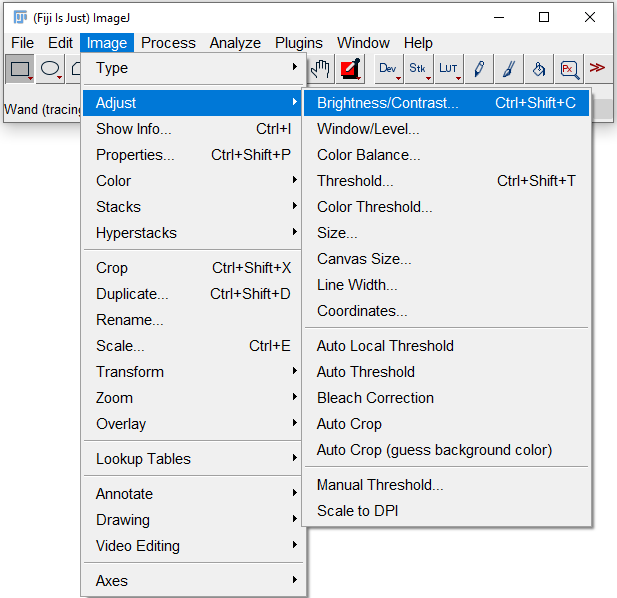 (Fiji Is Just) ImageJ
File Edit Image Process Analyze Plugins Window Help
Dev Stk LUT Px >>
Wand (tracing
Type
Adjust
Show Info... Ctrl+I
Properties... Ctrl+Shift+P
Color
Stacks
Hyperstacks
Crop Ctrl+Shift+X
Duplicate... Ctrl+Shift+D
Rename...
Scale... Ctrl+E
Transform
Zoom
Overlay
Lookup Tables
Annotate
Drawing
Video Editing
Axes
Brightness/Contrast... Ctrl+Shift+C
Window/Level...
Color Balance...
Threshold... Ctrl+Shift+T
Color Threshold...
Size...
Canvas Size...
Line Width...
Coordinates...
Auto Local Threshold
Auto Threshold
Bleach Correction
Auto Crop
Auto Crop (guess background color)
Manual Threshold...
Scale to DPI